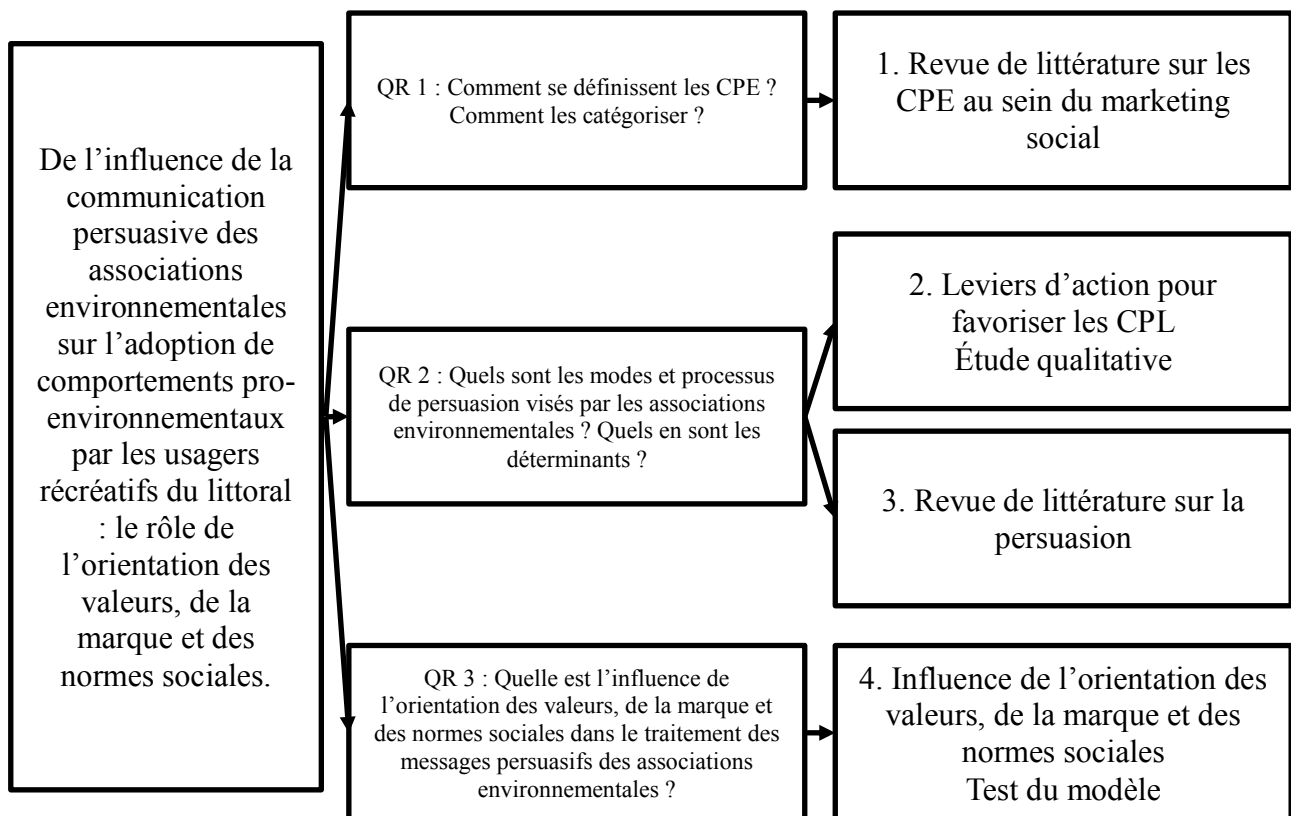 De l’influence de la
communication
persuasive des
associations
environnementales
sur l’adoption de
comportements pro-
environnementaux
par les usagers
récréatifs du littoral
: le rôle de
l’orientation des
valeurs, de la
marque et des
normes sociales.
QR 1 : Comment se définissent les CPE ?
Comment les catégoriser ?
1. Revue de littérature sur les
CPE au sein du marketing
social
QR 2 : Quels sont les modes et processus
de persuasion visés par les associations
environnementales ? Quels en sont les
déterminants ?
2. Leviers d’action pour
favoriser les CPL
Étude qualitative
3. Revue de littérature sur la
persuasion
QR 3 : Quelle est l’influence de
l’orientation des valeurs, de la marque et
des normes sociales dans le traitement des
messages persuasifs des associations
environnementales ?
4. Influence de l’orientation des
valeurs, de la marque et des
normes sociales
Test du modèle